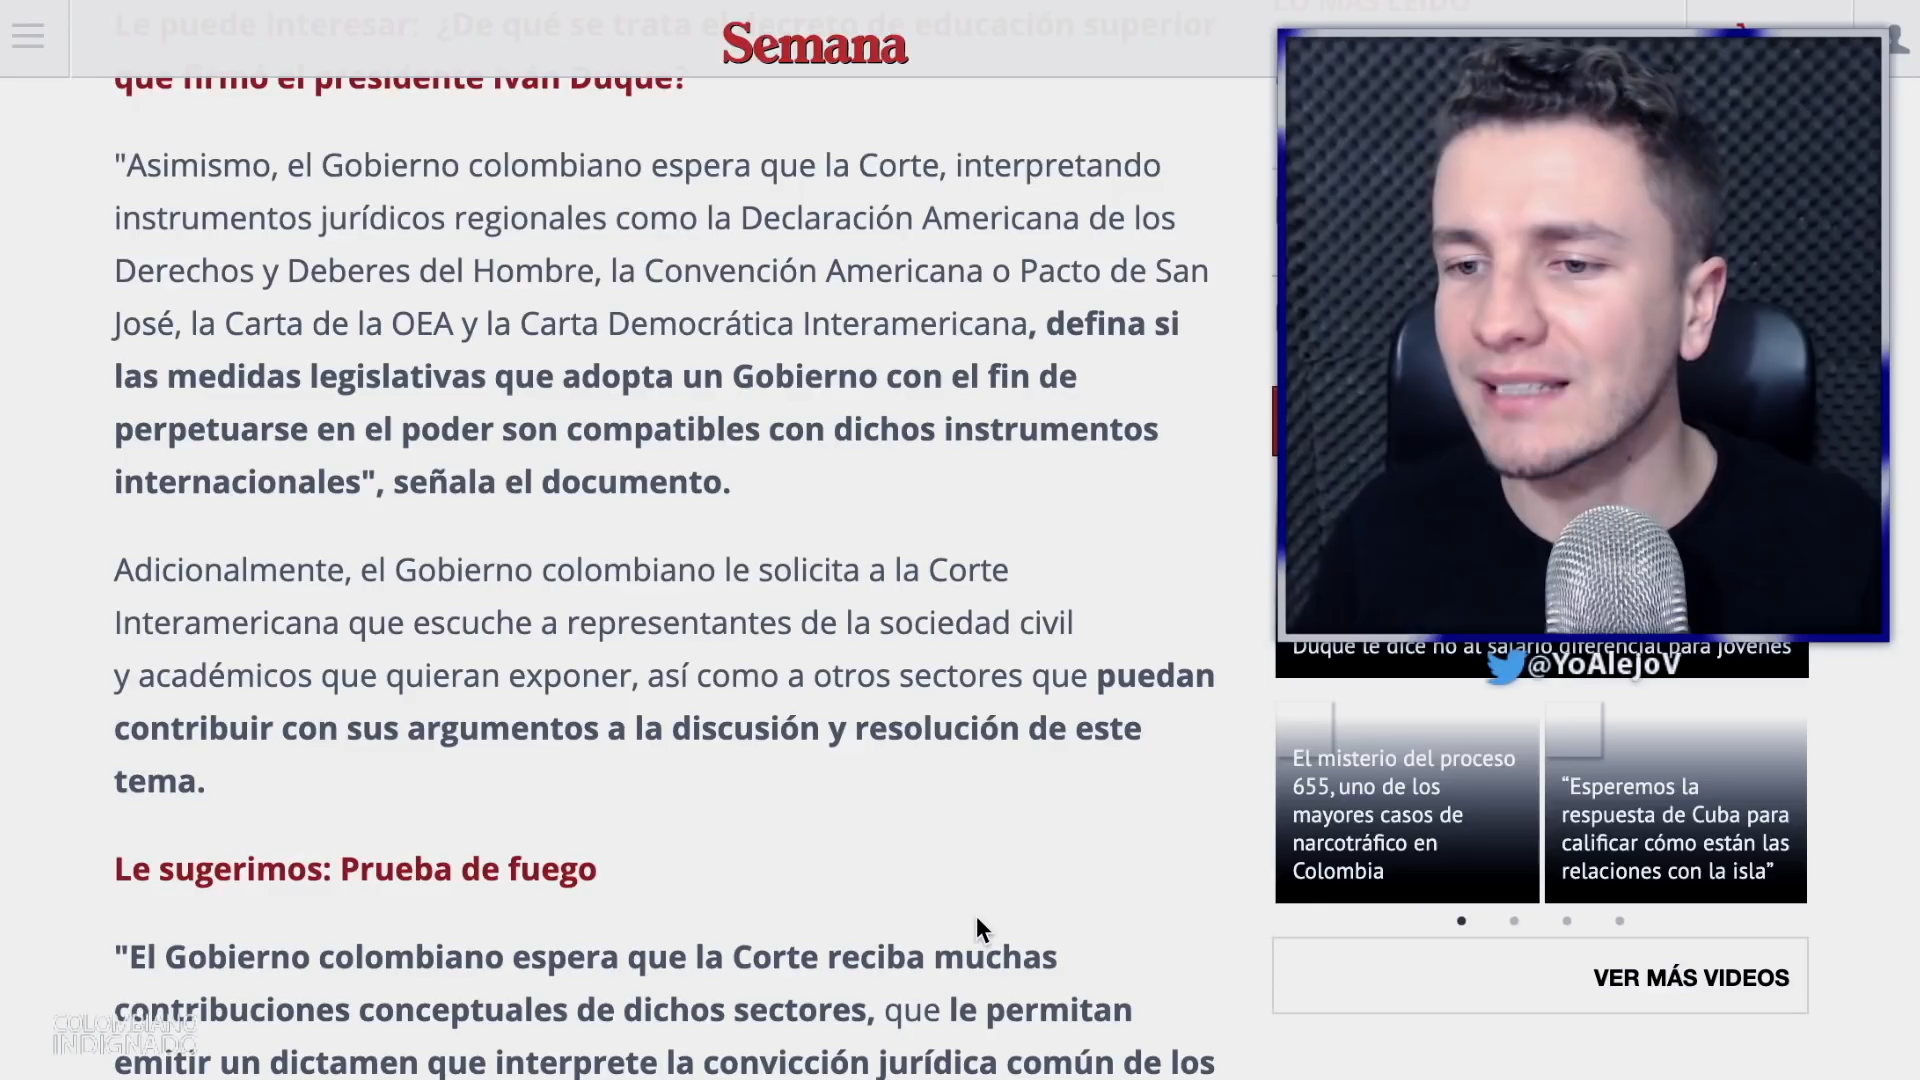 LO MÁS LEÍDO
Le puede interesar: ¿De qué se trata el decreto de educación superior
Semana
que firmó el presidente Iván Duque?
"Asimismo, el Gobierno colombiano espera que la Corte, interpretando
instrumentos jurídicos regionales como la Declaración Americana de los
Derechos y Deberes del Hombre, la Convención Americana o Pacto de San
José, la Carta de la OEA y la Carta Democrática Interamericana, defina si
las medidas legislativas que adopta un Gobierno con el fin de
perpetuarse en el poder son compatibles con dichos instrumentos
internacionales", señala el documento.
Adicionalmente, el Gobierno colombiano le solicita a la Corte
Interamericana que escuche a representantes de la sociedad civil
y académicos que quieran exponer, así como a otros sectores que puedan
contribuir con sus argumentos a la discusión y resolución de este
tema.
Le sugerimos: Prueba de fuego
"El Gobierno colombiano espera que la Corte reciba muchas
contribuciones conceptuales de dichos sectores, que le permitan
emitir un dictamen que interprete la convicción jurídica común de los
COLOMBIANO
INDIGNADO
Duque le dice no al salario diferencial para jóvenes
@YoAleJoV
El misterio del proceso
655, uno de los
mayores casos de
narcotráfico en
Colombia
“Esperemos la
respuesta de Cuba para
calificar cómo están las
relaciones con la isla”
VER MÁS VIDEOS